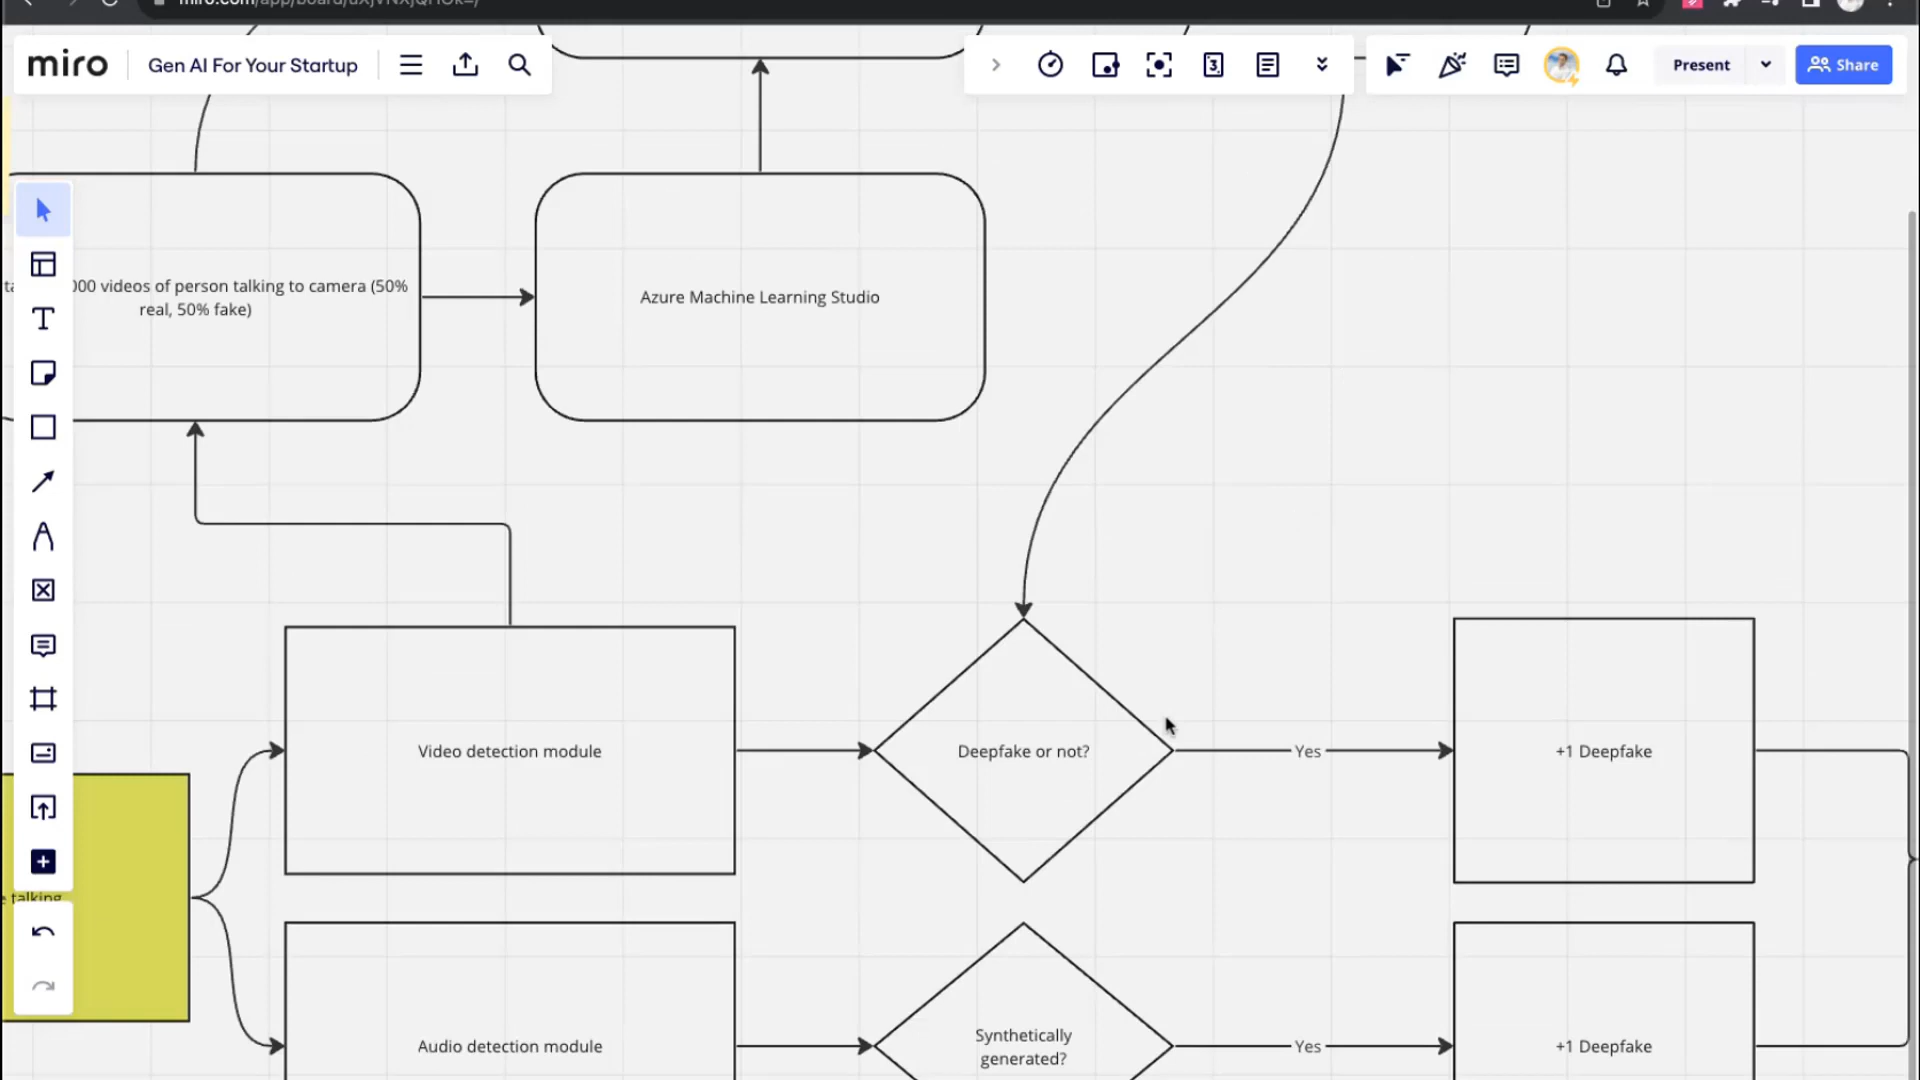 miro
Gen AI For Your Startup
Present
Share
000 videos of person talking to camera (50%
real, 50% fake)
Azure Machine Learning Studio
Video detection module
Deepfake or not?
Yes
+1 Deepfake
talking
Audio detection module
Synthetically
generated?
Yes
+1 Deepfake